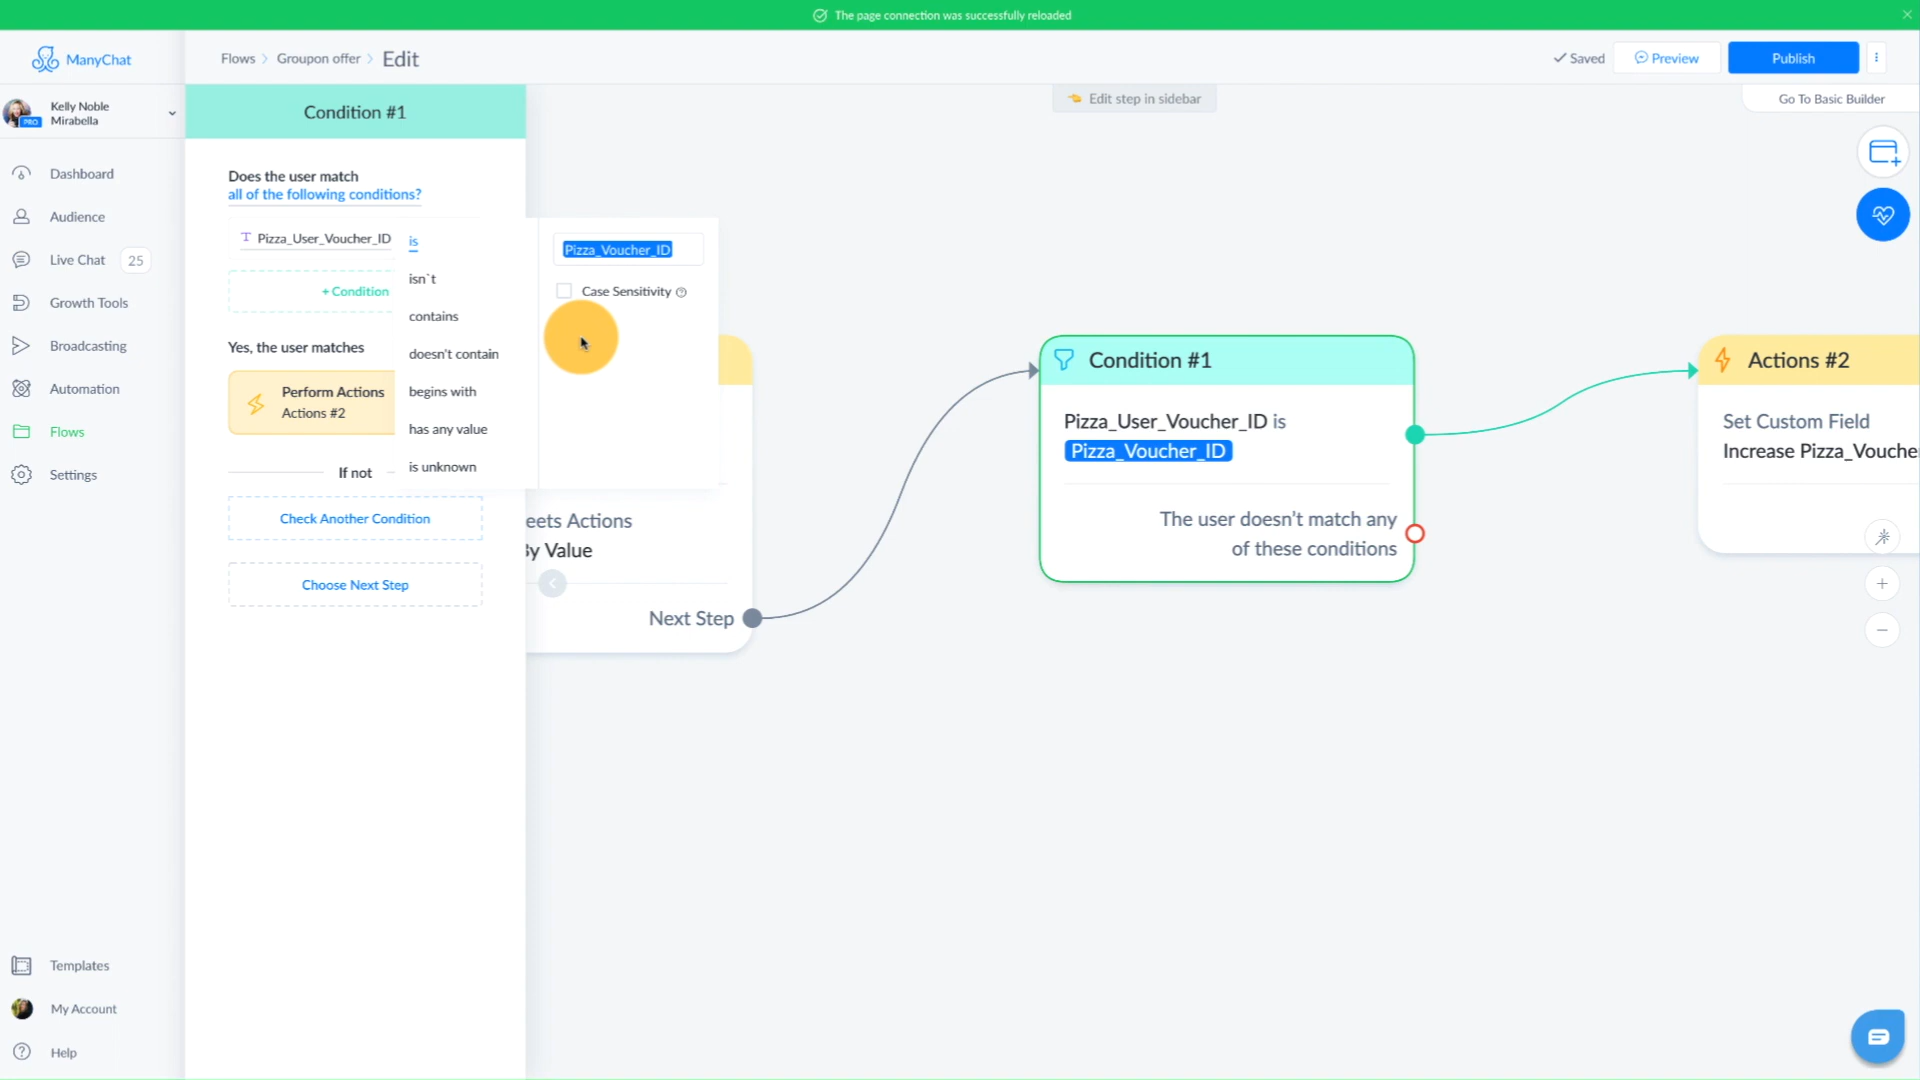 The page connection was successfully reloaded
ManyChat
Flows
Groupon offer
Edit
Saved
Preview
Publish
Kelly Noble
Mirabella
PRO
Condition #1
Edit step in sidebar
Go To Basic Builder
Dashboard
Audience
Live Chat
25
Growth Tools
Broadcasting
Automation
Flows
Settings
Templates
My Account
Help
Does the user match
all of the following conditions?
Pizza_User_Voucher_ID
+ Condition
Yes, the user matches
Perform Actions
Actions #2
If not
Check Another Condition
Choose Next Step
is
isn`t
contains
doesn't contain
begins with
has any value
is unknown
Pizza_Voucher_ID
Case Sensitivity
eets Actions
By Value
Next Step
Condition #1
Pizza_User_Voucher_ID is
Pizza_Voucher_ID
The user doesn't match any
of these conditions
Actions #2
Set Custom Field
Increase Pizza_Vouche